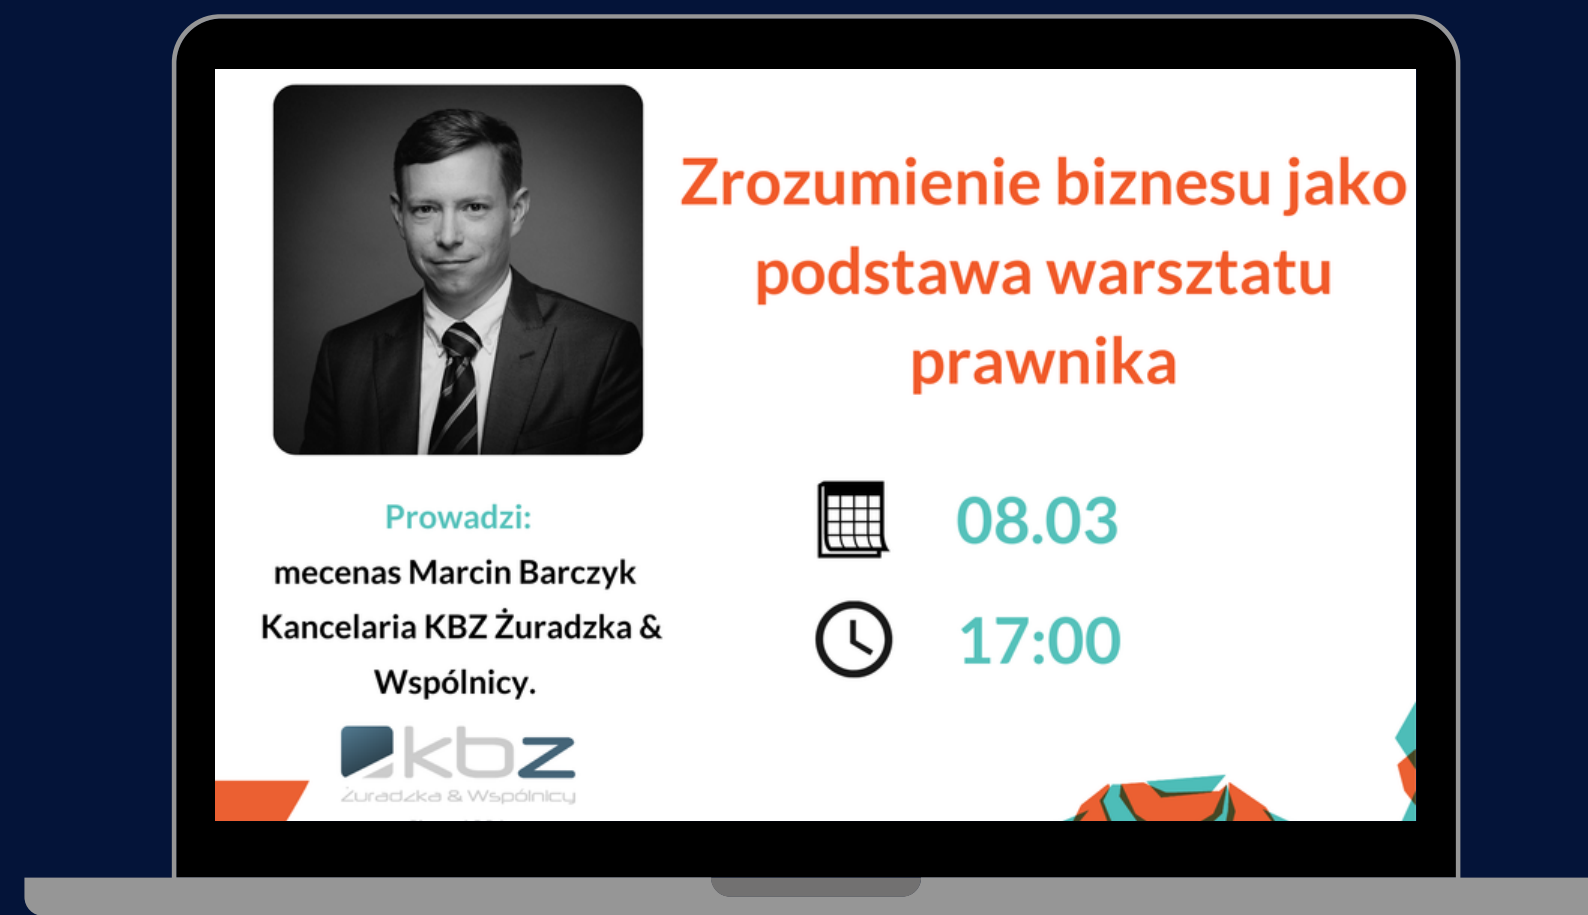 Zrozumienie biznesu jako
podstawa warsztatu
prawnika
08.03
17:00
Prowadzi:
mecenas Marcin Barczyk
Kancelaria KBZ Żuradzka &
Wspólnicy.
kbz
Żuradzka & Wspólnicy